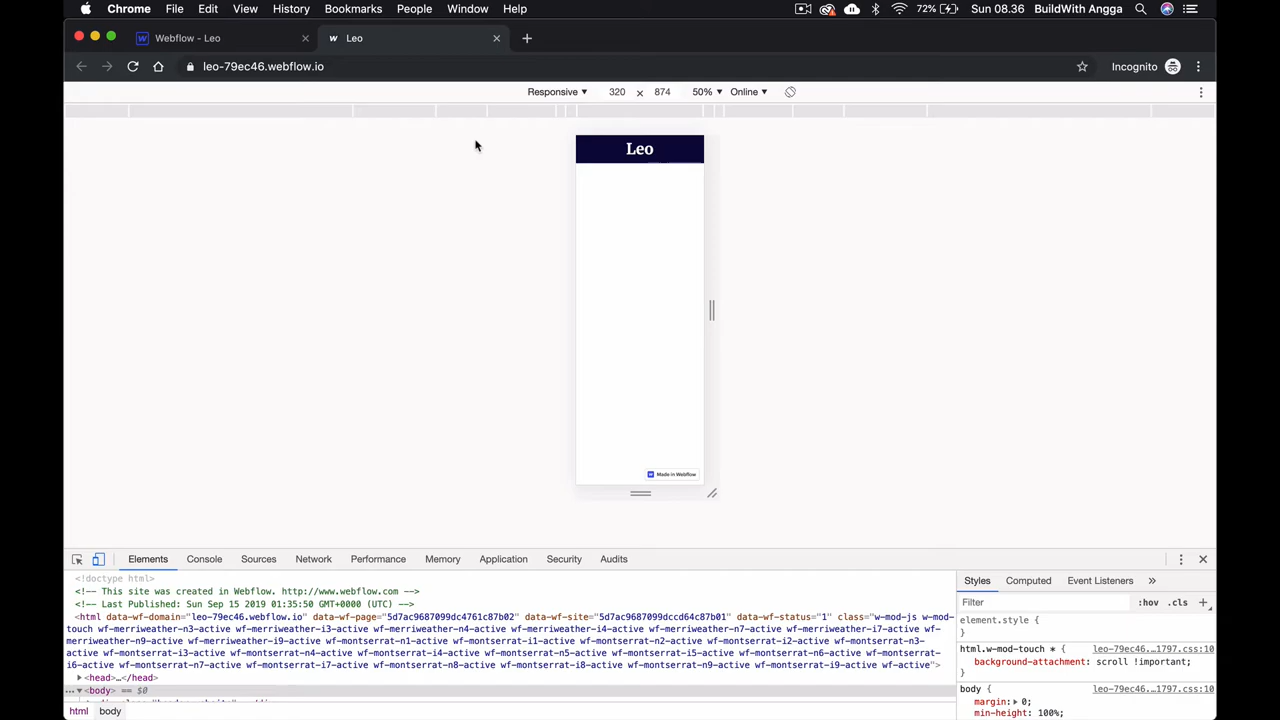 Chrome File Edit View History Bookmarks People Window Help 72% Sun 08.36 BuildWith Angga
Webflow - Leo Leo
leo-79ec46.webflow.io Incognito
Responsive 320 × 874 50% Online
Leo
Made in Webflow
Elements Console Sources Network Performance Memory Application Security Audits
<!doctype html>
<!-- This site was created in Webflow. http://www.webflow.com -->
<!-- Last Published: Sun Sep 15 2019 01:35:50 GMT+0000 (UTC) -->
<html data-wf-domain="leo-79ec46.webflow.io" data-wf-page="5d7ac9687099dc4761c87b02" data-wf-site="5d7ac9687099dccd64c87b01" data-wf-status="1" class="w-mod-js w-mod-
touch wf-merriweather-n3-active wf-merriweather-i3-active wf-merriweather-n4-active wf-merriweather-i4-active wf-merriweather-n7-active wf-merriweather-i7-active wf-
merriweather-n9-active wf-merriweather-i9-active wf-montserrat-n1-active wf-montserrat-i1-active wf-montserrat-n2-active wf-montserrat-i2-active wf-montserrat-n3-
active wf-montserrat-i3-active wf-montserrat-n4-active wf-montserrat-i4-active wf-montserrat-n5-active wf-montserrat-i5-active wf-montserrat-n6-active wf-montserrat-
i6-active wf-montserrat-n7-active wf-montserrat-i7-active wf-montserrat-n8-active wf-montserrat-i8-active wf-montserrat-n9-active wf-montserrat-i9-active wf-active">
<head>…</head>
<body> == $0
html body
Styles Computed Event Listeners
Filter :hov .cls
element.style {
}
html.w-mod-touch * { leo-79ec46.…1797.css:10
background-attachment: scroll !important;
}
body { leo-79ec46.…1797.css:10
margin: 0;
min-height: 100%;